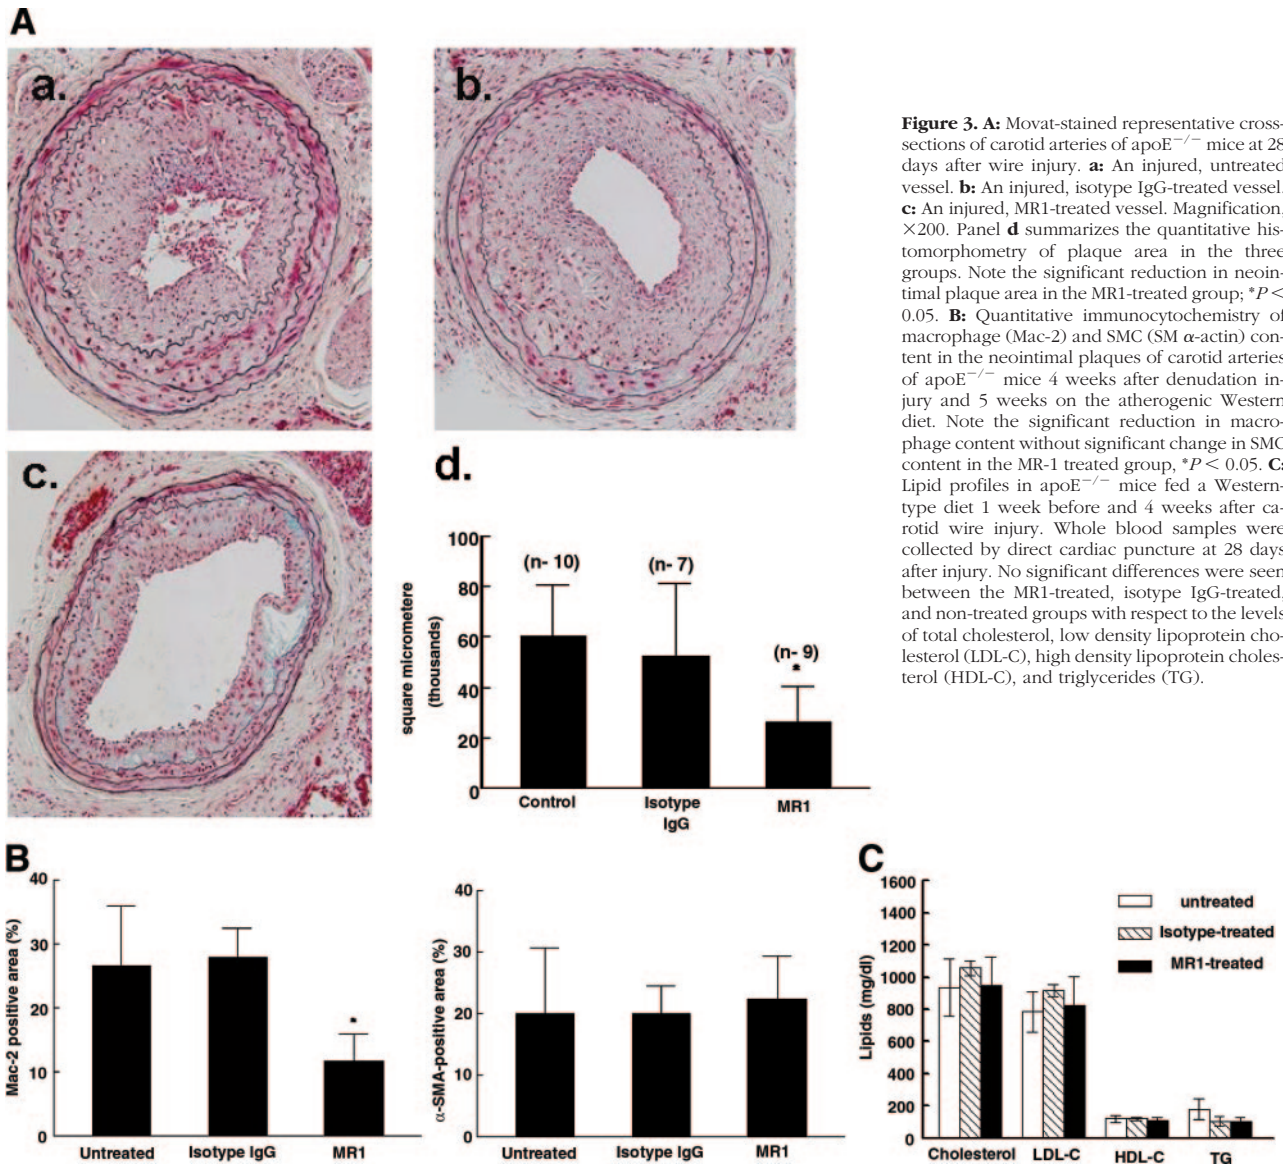 A
a.
b.
c.
d.
Figure 3. A: Movat-stained representative cross-
sections of carotid arteries of apoE−/− mice at 28
days after wire injury. a: An injured, untreated
vessel. b: An injured, isotype IgG-treated vessel.
c: An injured, MR1-treated vessel. Magnification,
×200. Panel d summarizes the quantitative his-
tomorphometry of plaque area in the three
groups. Note the significant reduction in neoin-
timal plaque area in the MR1-treated group; *P <
0.05. B: Quantitative immunocytochemistry of
macrophage (Mac-2) and SMC (SM α-actin) con-
tent in the neointimal plaques of carotid arteries
of apoE−/− mice 4 weeks after denudation in-
jury and 5 weeks on the atherogenic Western
diet. Note the significant reduction in macro-
phage content without significant change in SMC
content in the MR-1 treated group, *P < 0.05. C:
Lipid profiles in apoE−/− mice fed a Western-
type diet 1 week before and 4 weeks after ca-
rotid wire injury. Whole blood samples were
collected by direct cardiac puncture at 28 days
after injury. No significant differences were seen
between the MR1-treated, isotype IgG-treated,
and non-treated groups with respect to the levels
of total cholesterol, low density lipoprotein cho-
lesterol (LDL-C), high density lipoprotein choles-
terol (HDL-C), and triglycerides (TG).
square micrometere
(thousands)
100
80
60
40
20
0
(n- 10)
(n- 7)
(n- 9)
*
Control
Isotype
IgG
MR1
B
Mac-2 positive area (%)
40
30
20
10
0
*
Untreated
Isotype IgG
MR1
α-SMA-positive area (%)
40
30
20
10
0
Untreated
Isotype IgG
MR1
C
Lipids (mg/dl)
1600
1400
1200
1000
800
600
400
200
0
untreated
Isotype-treated
MR1-treated
Cholesterol
LDL-C
HDL-C
TG